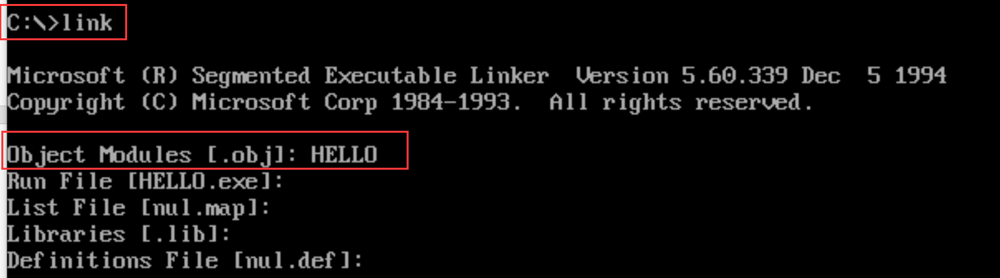 C:\>link
Microsoft (R) Segmented Executable Linker  Version 5.60.339 Dec  5 1994
Copyright (C) Microsoft Corp 1984-1993.  All rights reserved.
Object Modules [.obj]: HELLO
Run File [HELLO.exe]:
List File [nul.map]:
Libraries [.lib]:
Definitions File [nul.def]: